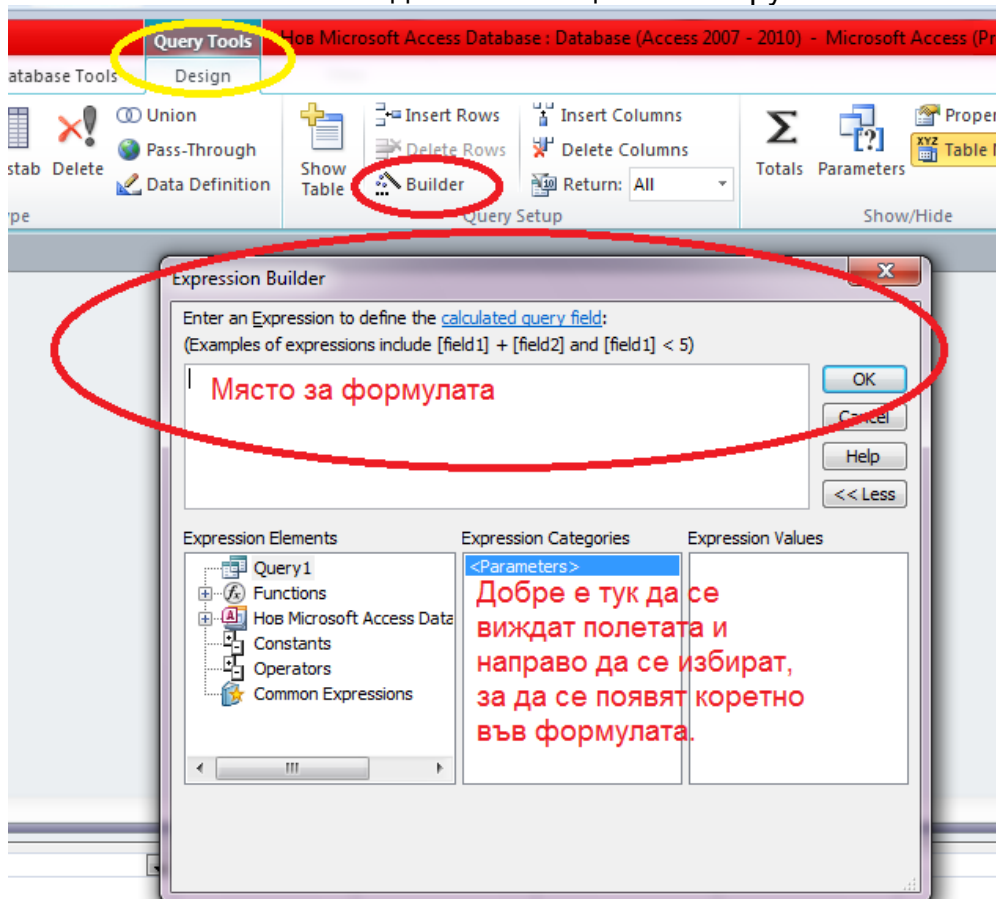 Query Tools
Нов Microsoft Access Database : Database (Access 2007 - 2010) - Microsoft Access (Pr
atabase Tools Design
Union Insert Rows Insert Columns Proper
Pass-Through Delete Rows Delete Columns Table N
stab Delete Data Definition Show Table Builder Return: All Totals Parameters
ype Query Setup Show/Hide
Expression Builder
Enter an Expression to define the calculated query field:
(Examples of expressions include [field1] + [field2] and [field1] < 5)
Място за формулата
OK
Cancel
Help
<< Less
Expression Elements Expression Categories Expression Values
Query1
Functions
Нов Microsoft Access Data
Constants
Operators
Common Expressions
<Parameters>
Добре е тук да се
виждат полетата и
направо да се избират,
за да се появят коретно
във формулата.